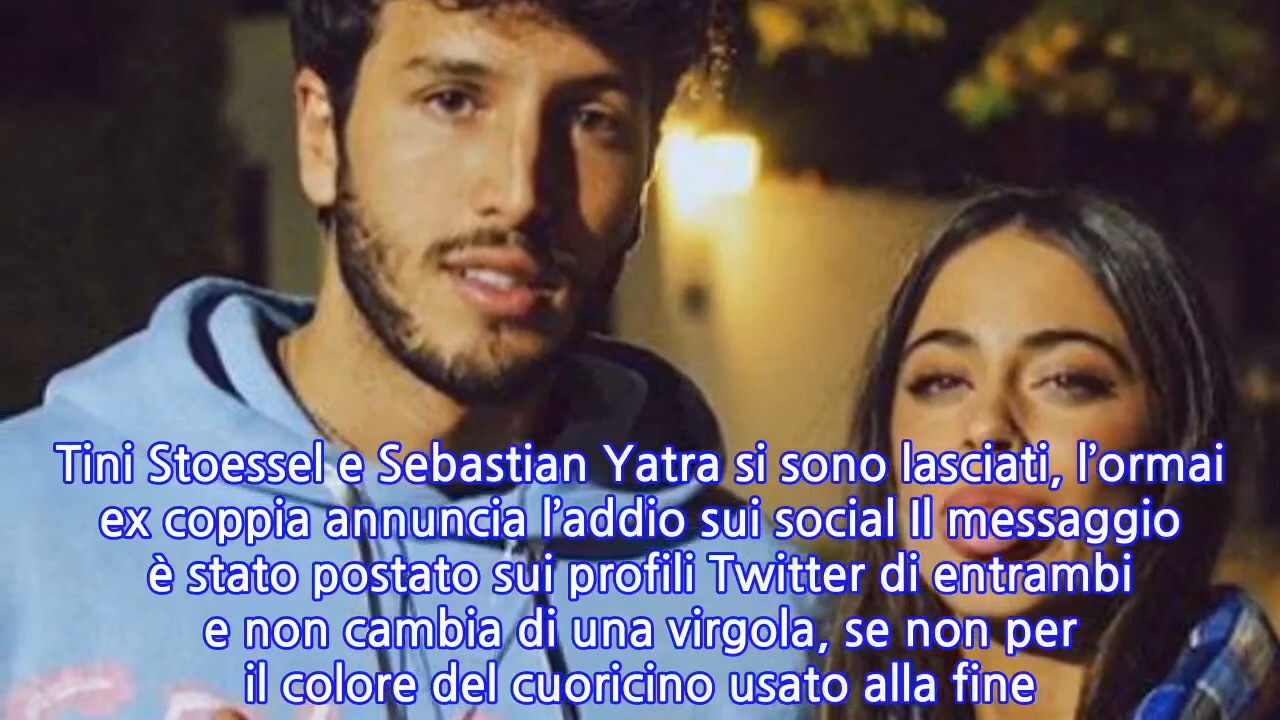 Tini Stoessel e Sebastian Yatra si sono lasciati, l’ormai
ex coppia annuncia l’addio sui social Il messaggio
è stato postato sui profili Twitter di entrambi
e non cambia di una virgola, se non per
il colore del cuoricino usato alla fine